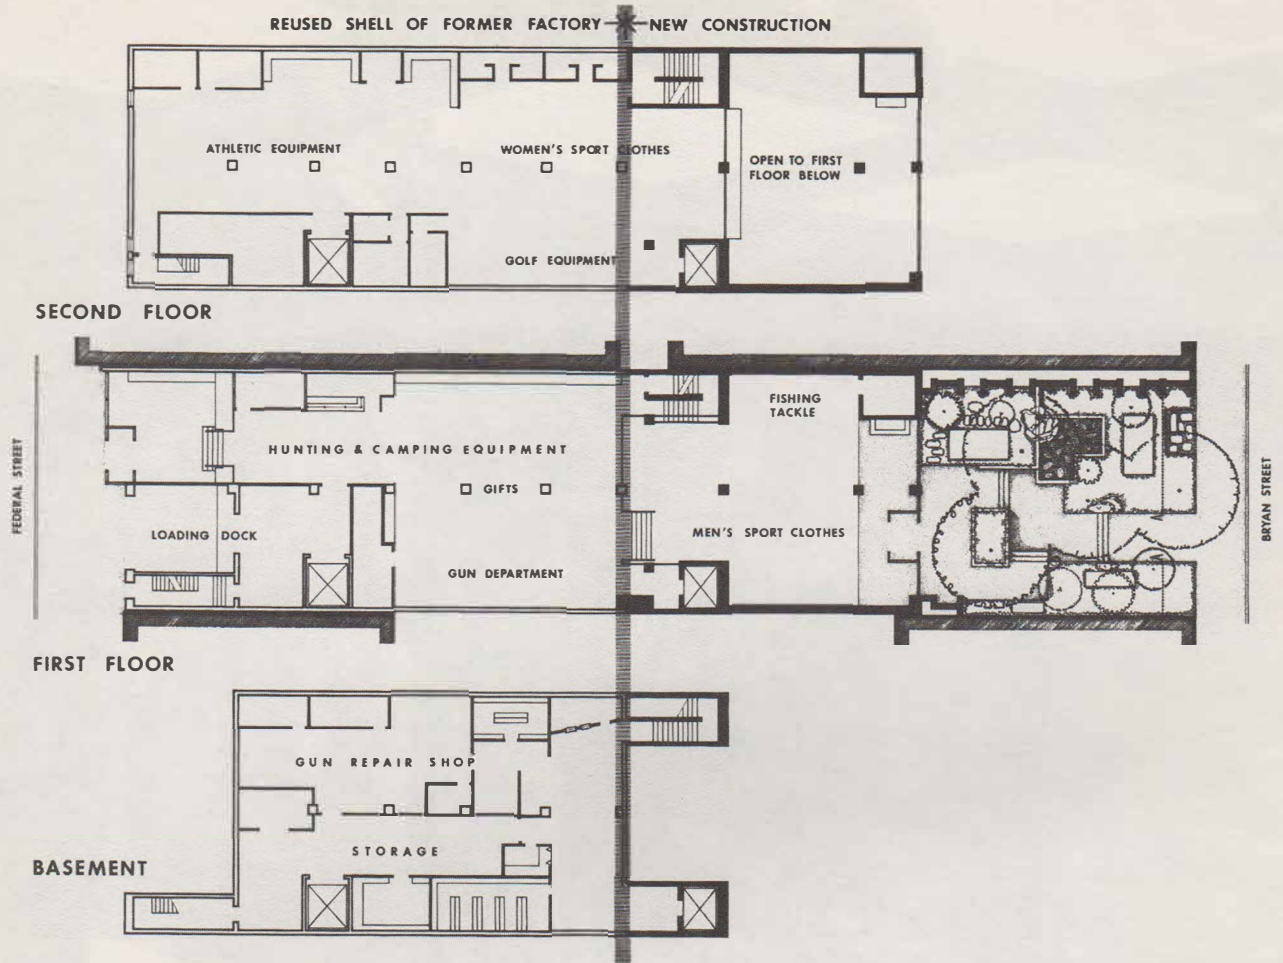 REUSED SHELL OF FORMER FACTORY
NEW CONSTRUCTION
ATHLETIC EQUIPMENT
WOMEN'S SPORT CLOTHES
OPEN TO FIRST
FLOOR BELOW
GOLF EQUIPMENT
SECOND FLOOR
FEDERAL STREET
HUNTING & CAMPING EQUIPMENT
FISHING
TACKLE
GIFTS
LOADING DOCK
MEN'S SPORT CLOTHES
GUN DEPARTMENT
BRYAN STREET
FIRST FLOOR
GUN REPAIR SHOP
STORAGE
BASEMENT